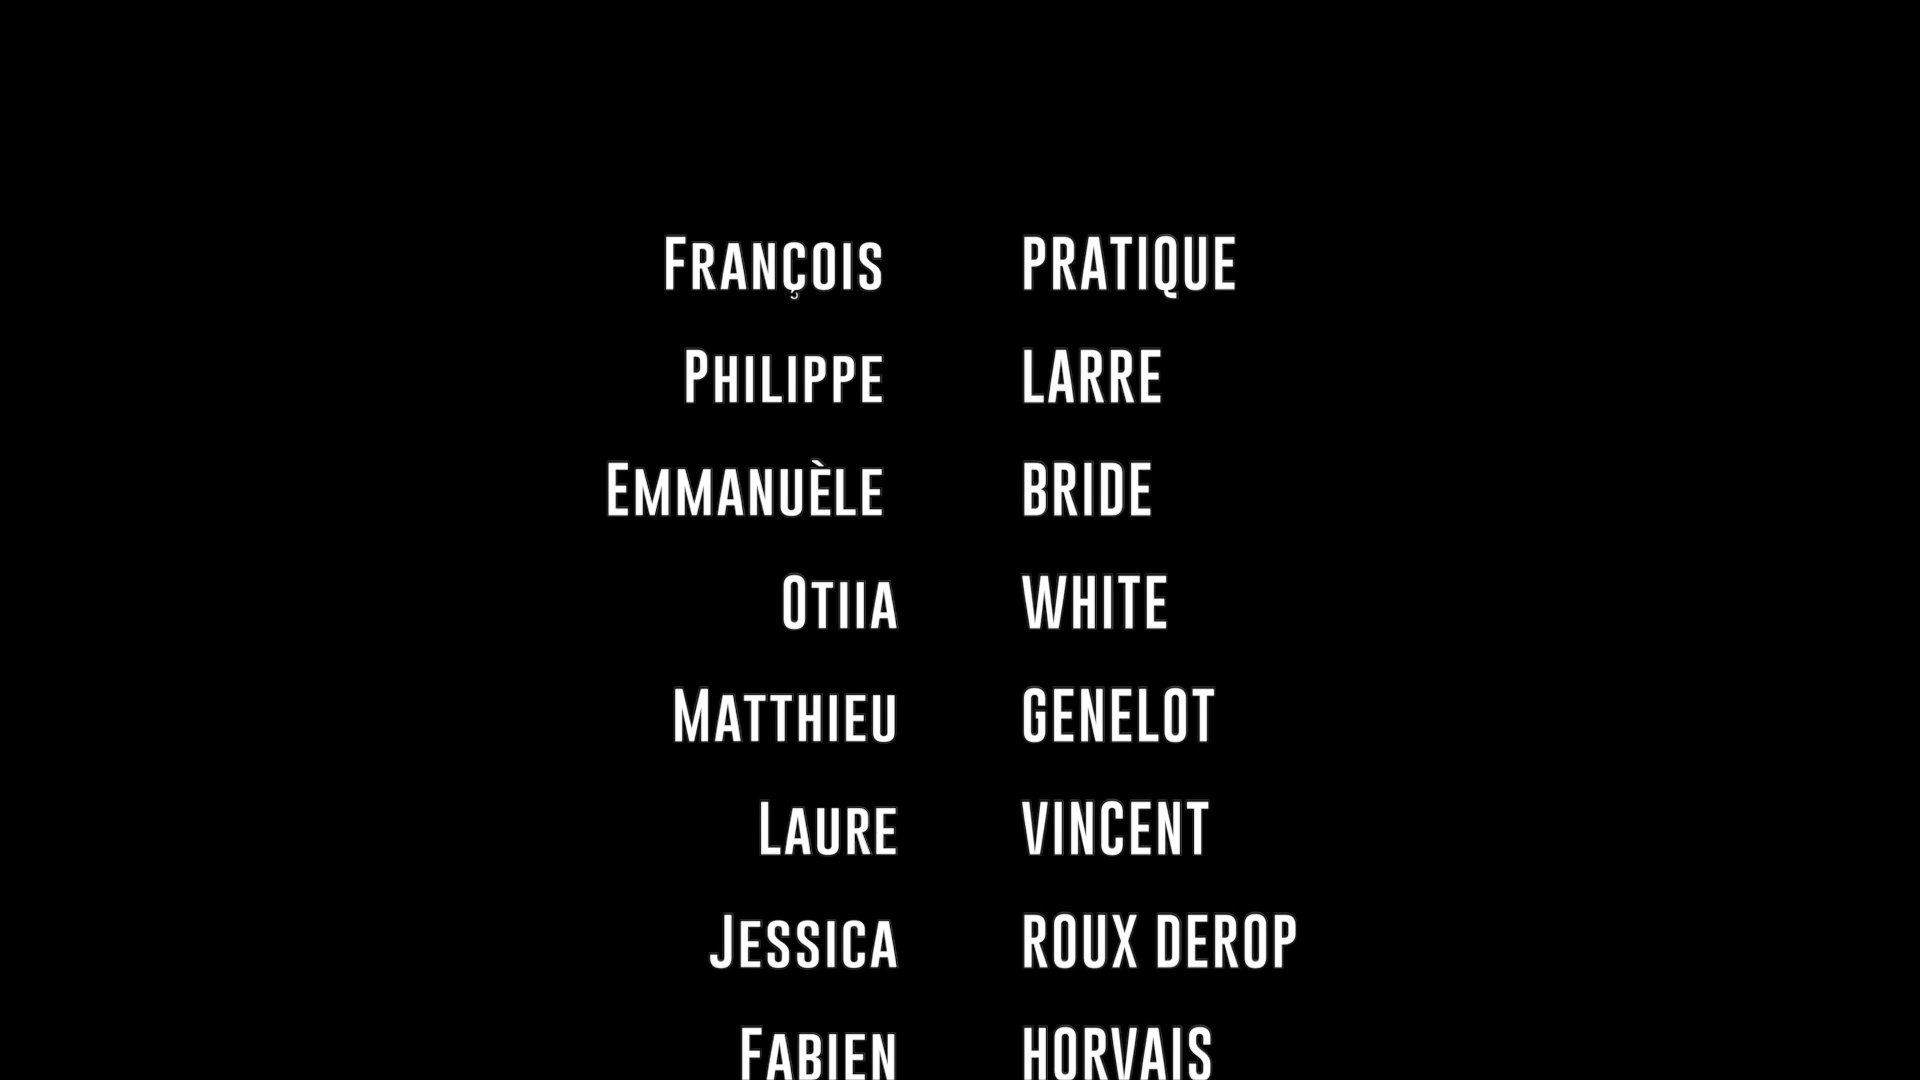 François PRATIQUE
Philippe LARRE
Emmanuèle BRIDE
Otiia WHITE
Matthieu GENELOT
Laure VINCENT
Jessica ROUX DEROP
Fabien HORVAIS